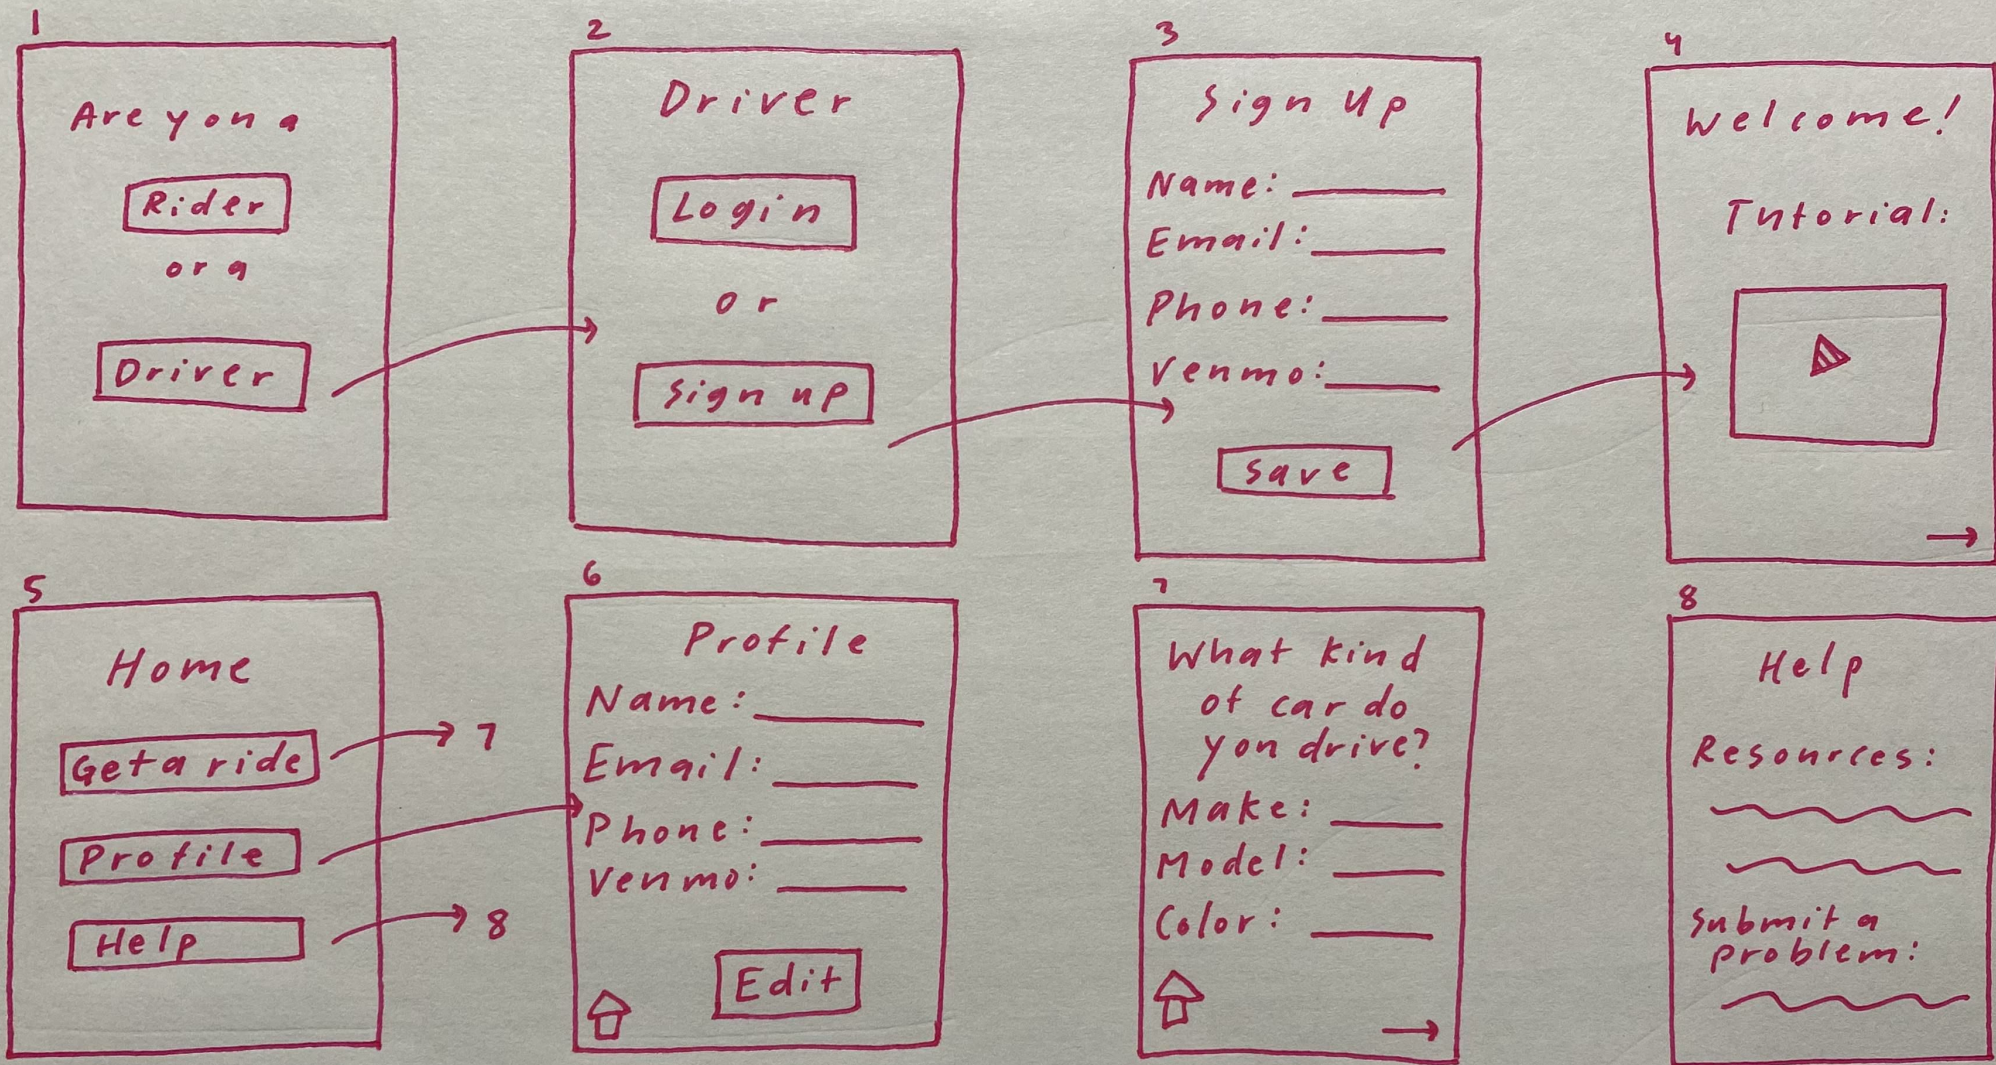 1
Are you a
Rider
or a
Driver
2
Driver
Login
or
Sign up
3
Sign Up
Name:
Email:
Phone:
Venmo:
Save
4
Welcome!
Tutorial:
5
Home
Get a ride
7
Profile
Help
8
6
Profile
Name:
Email:
Phone:
Venmo:
Edit
7
What kind
of car do
you drive?
Make:
Model:
Color:
8
Help
Resources:
Submit a
problem: